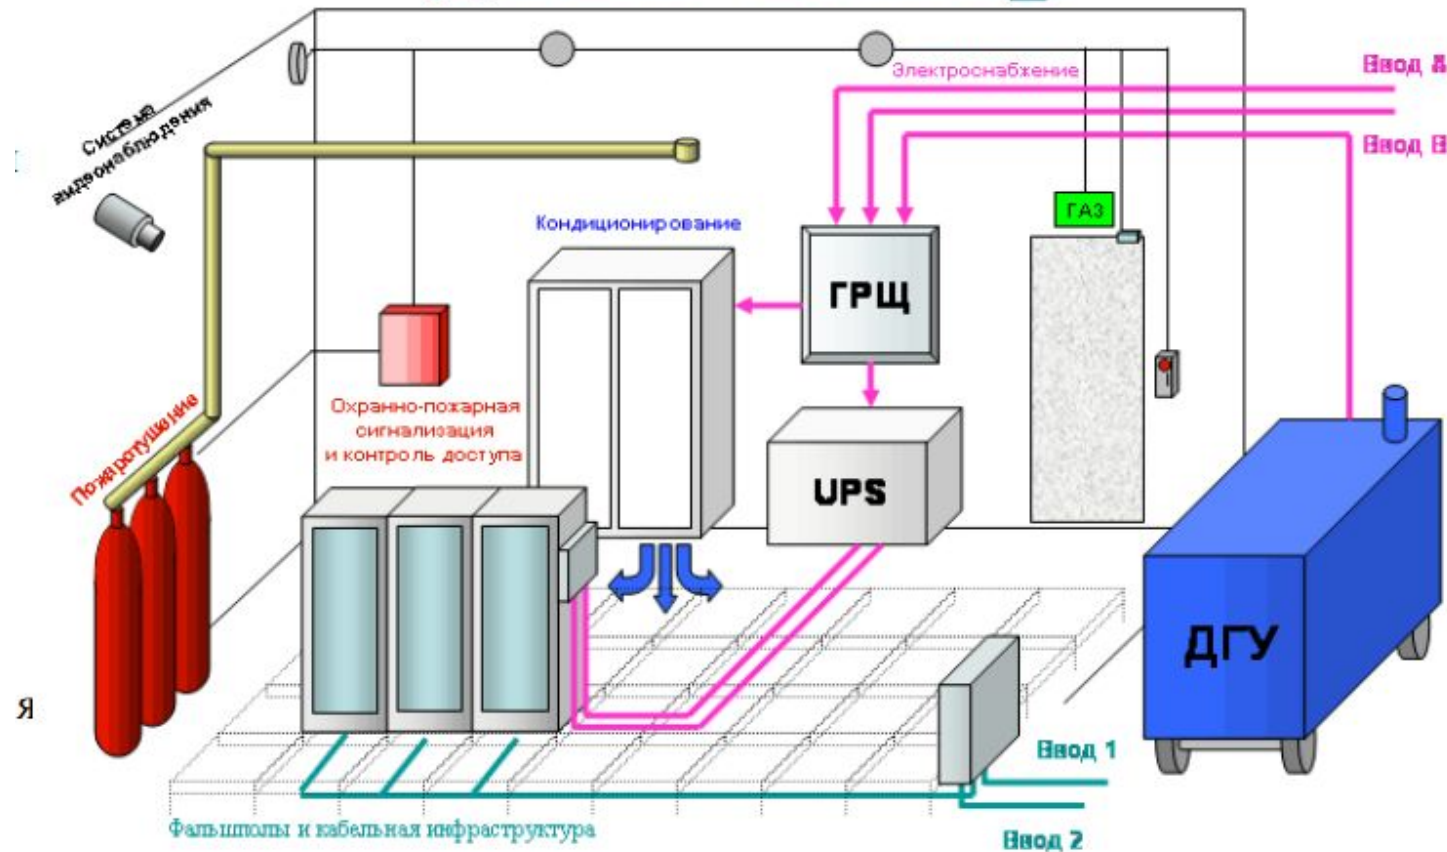 Система
видеонаблюдения
Электроснабжение
Ввод А
Ввод В
ГАЗ
Кондиционирование
ГРЩ
Охранно-пожарная
сигнализация
и контроль доступа
Пожаротушение
UPS
ДГУ
Я
Ввод 1
Фальшполы и кабельная инфраструктура
Ввод 2